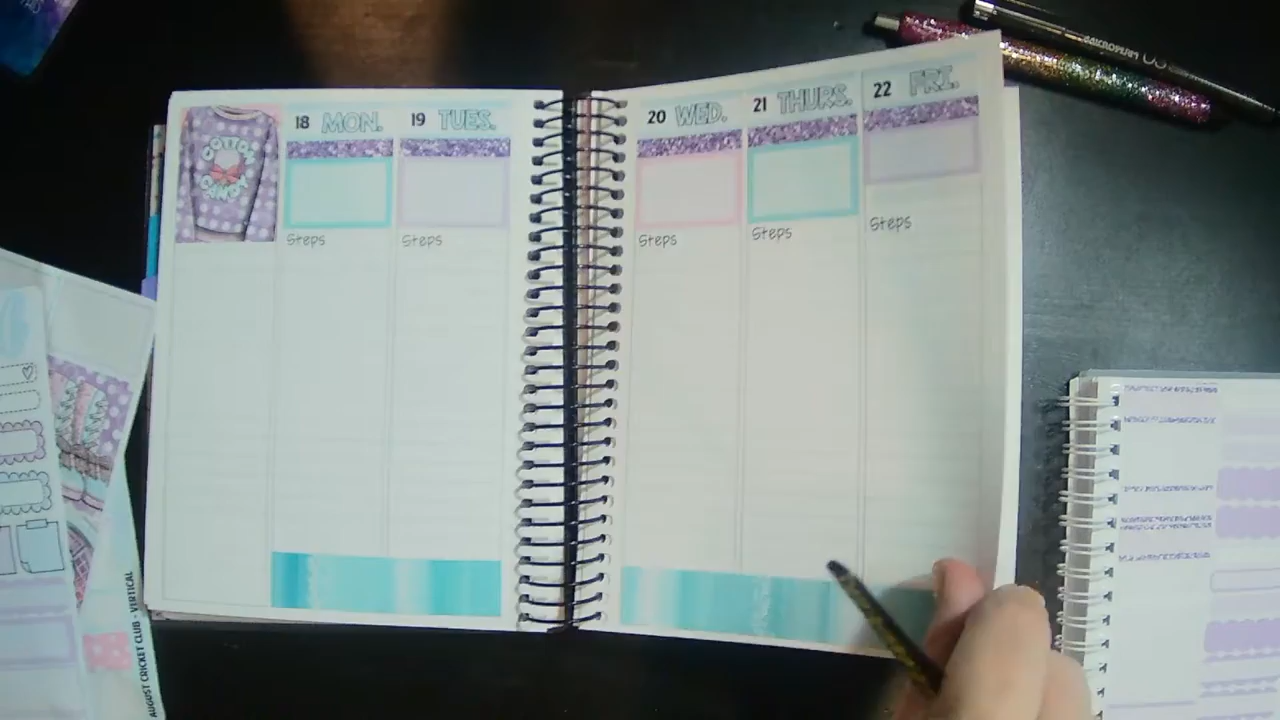 COTTON
CANDY
18 MON.
19 TUES.
20 WED.
21 THURS.
22 FRI.
Steps
Steps
Steps
Steps
Steps
AUGUST CRICKET CLUB - VERTICAL